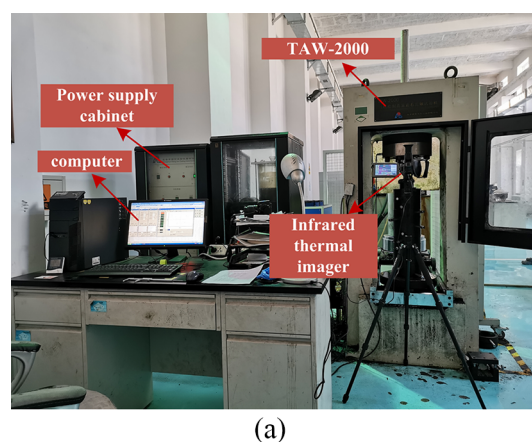 TAW-2000
Power supply
cabinet
computer
Infrared
thermal
imager
(a)